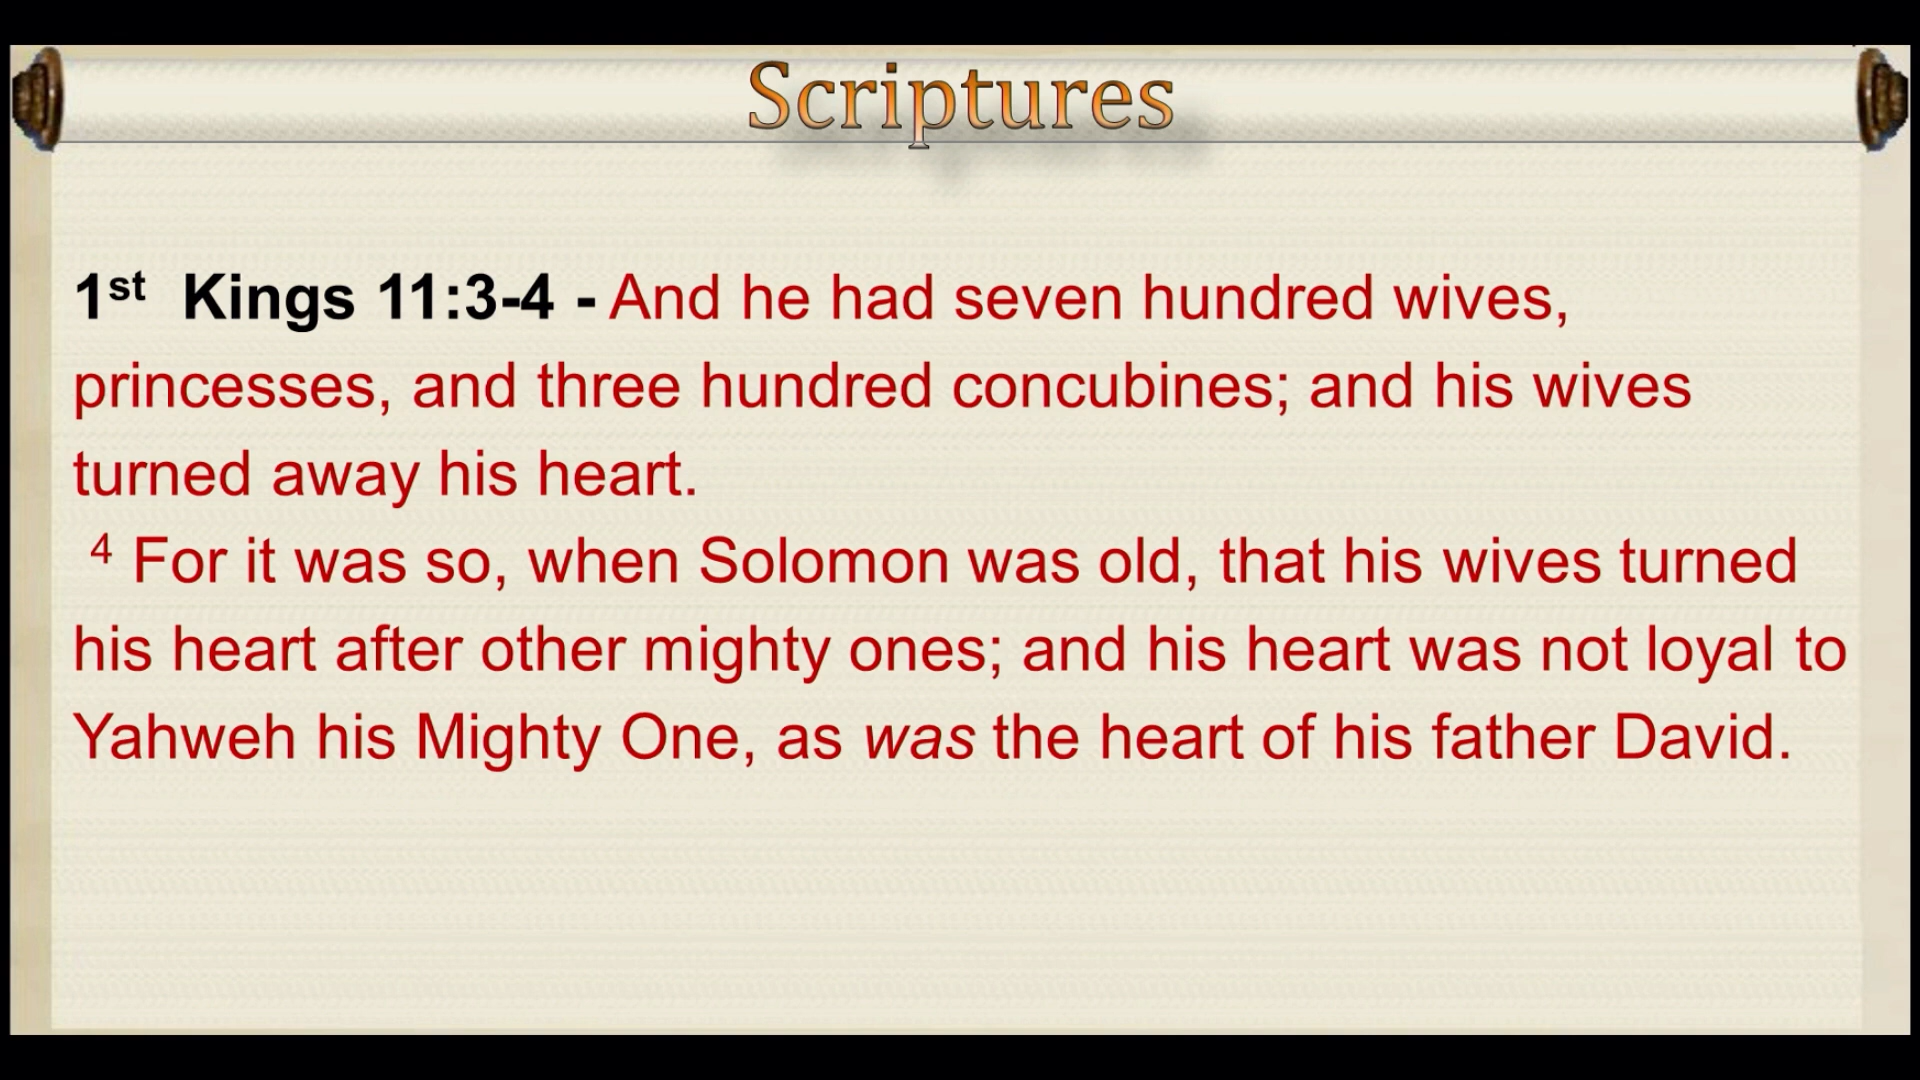 Scriptures
1st Kings 11:3-4 - And he had seven hundred wives,
princesses, and three hundred concubines; and his wives
turned away his heart.
4 For it was so, when Solomon was old, that his wives turned
his heart after other mighty ones; and his heart was not loyal to
Yahweh his Mighty One, as was the heart of his father David.